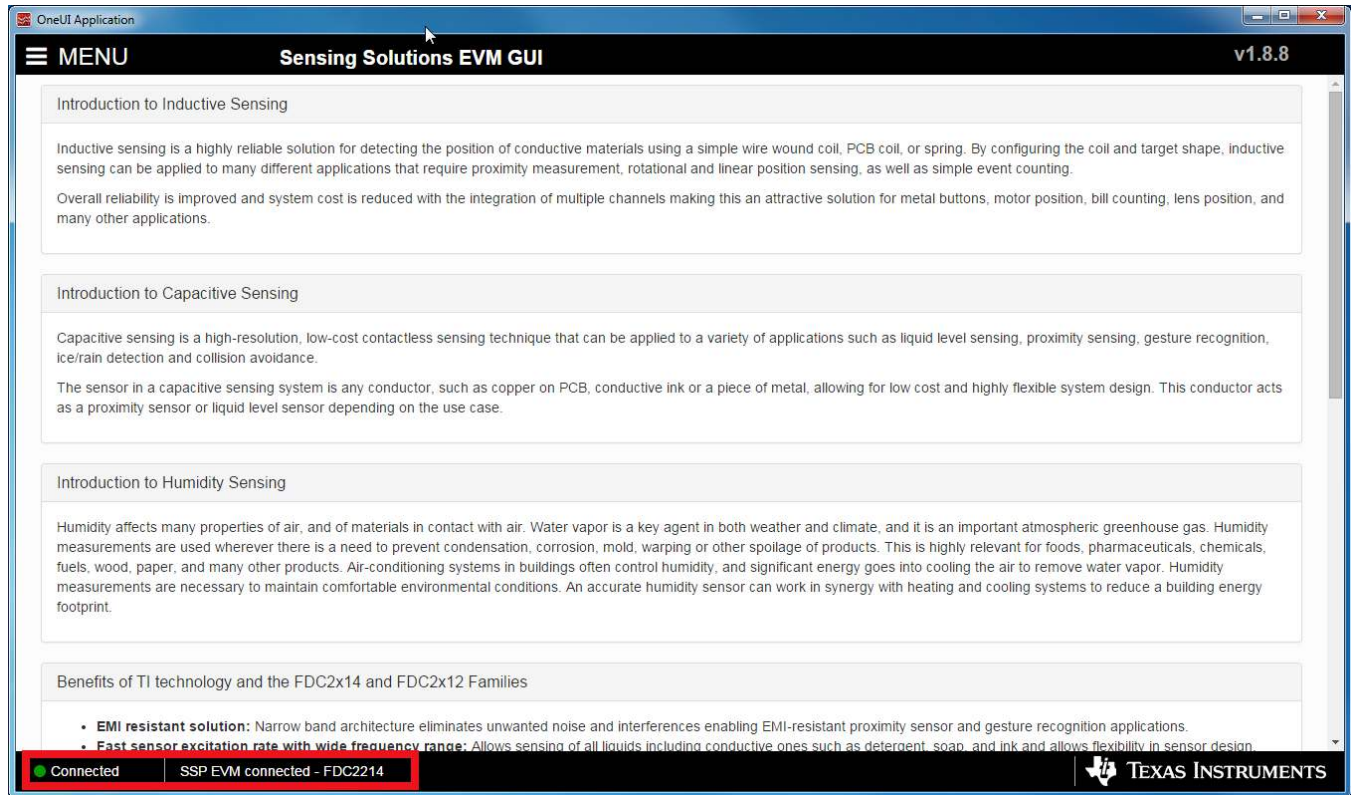 OneUI Application
MENU
Sensing Solutions EVM GUI
v1.8.8
Introduction to Inductive Sensing
Inductive sensing is a highly reliable solution for detecting the position of conductive materials using a simple wire wound coil, PCB coil, or spring. By configuring the coil and target shape, inductive
sensing can be applied to many different applications that require proximity measurement, rotational and linear position sensing, as well as simple event counting.
Overall reliability is improved and system cost is reduced with the integration of multiple channels making this an attractive solution for metal buttons, motor position, bill counting, lens position, and
many other applications.
Introduction to Capacitive Sensing
Capacitive sensing is a high-resolution, low-cost contactless sensing technique that can be applied to a variety of applications such as liquid level sensing, proximity sensing, gesture recognition,
ice/rain detection and collision avoidance.
The sensor in a capacitive sensing system is any conductor, such as copper on PCB, conductive ink or a piece of metal, allowing for low cost and highly flexible system design. This conductor acts
as a proximity sensor or liquid level sensor depending on the use case.
Introduction to Humidity Sensing
Humidity affects many properties of air, and of materials in contact with air. Water vapor is a key agent in both weather and climate, and it is an important atmospheric greenhouse gas. Humidity
measurements are used wherever there is a need to prevent condensation, corrosion, mold, warping or other spoilage of products. This is highly relevant for foods, pharmaceuticals, chemicals,
fuels, wood, paper, and many other products. Air-conditioning systems in buildings often control humidity, and significant energy goes into cooling the air to remove water vapor. Humidity
measurements are necessary to maintain comfortable environmental conditions. An accurate humidity sensor can work in synergy with heating and cooling systems to reduce a building energy
footprint.
Benefits of TI technology and the FDC2x14 and FDC2x12 Families
• EMI resistant solution: Narrow band architecture eliminates unwanted noise and interferences enabling EMI-resistant proximity sensor and gesture recognition applications.
• Fast sensor excitation rate with wide frequency range: Allows sensing of all liquids including conductive ones such as detergent, soap, and ink and allows flexibility in sensor design.
Connected
SSP EVM connected - FDC2214
TEXAS INSTRUMENTS